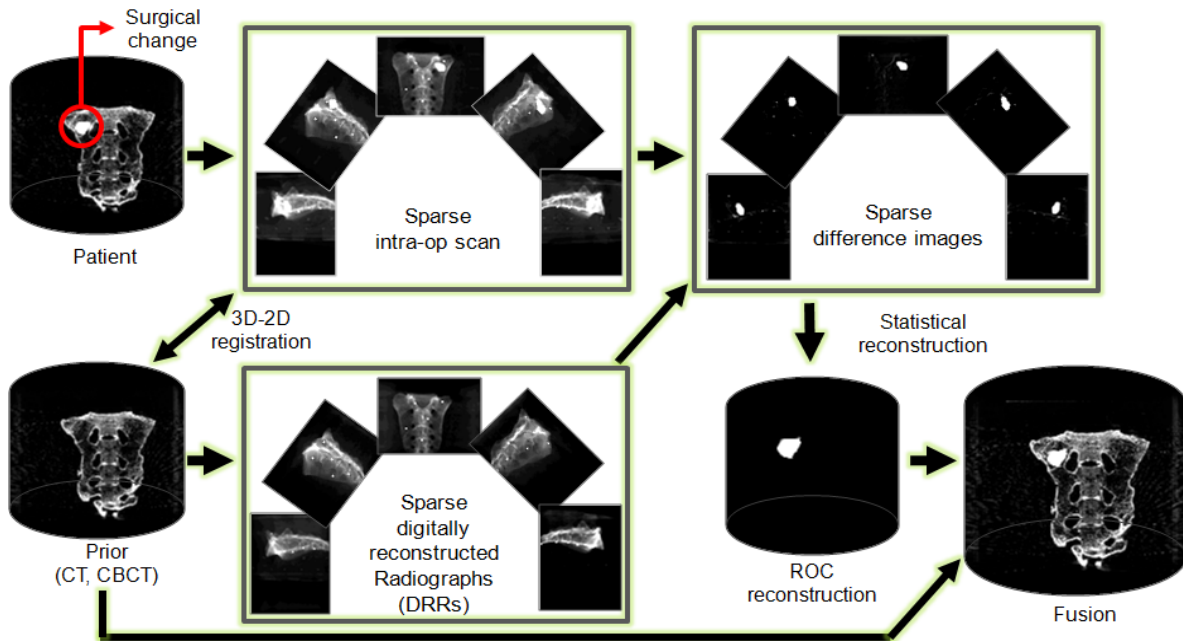 Surgical
change
Patient
Sparse
intra-op scan
Sparse
difference images
3D-2D
registration
Statistical
reconstruction
Prior
(CT, CBCT)
Sparse
digitally
reconstructed
Radiographs
(DRRs)
ROC
reconstruction
Fusion